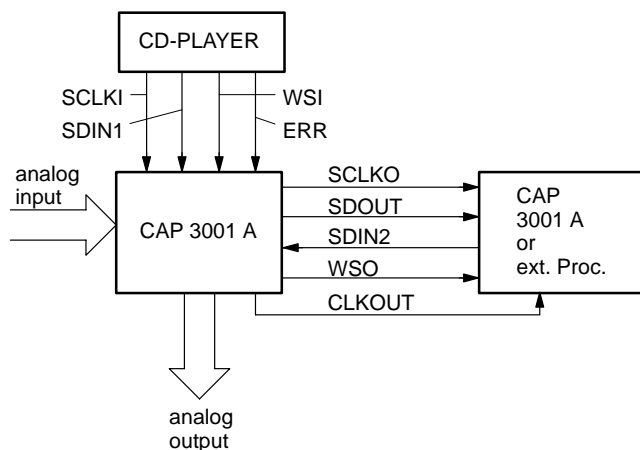 CD-PLAYER
SCLKI
WSI
SDIN1
ERR
analog
input
CAP 3001 A
SCLKO
SDOUT
SDIN2
WSO
CLKOUT
CAP
3001 A
or
ext. Proc.
analog
output